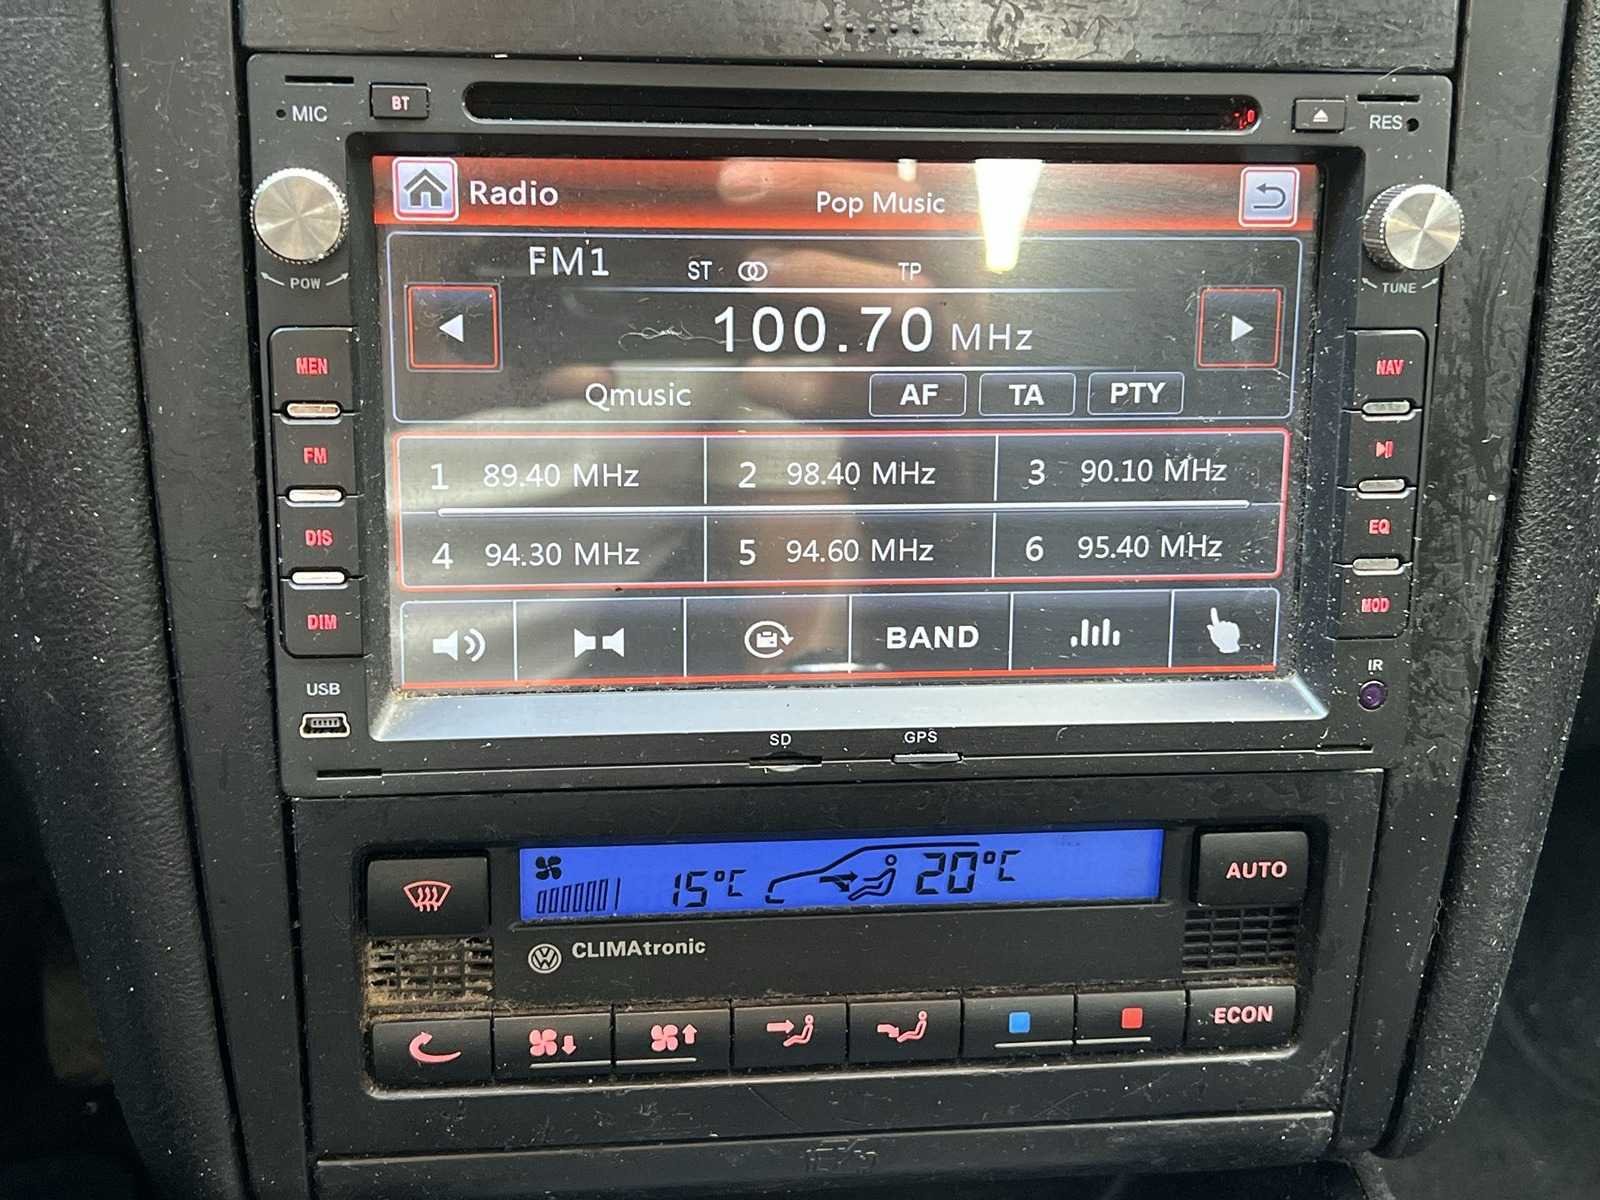 MIC
BT
RES
Radio
Pop Music
POW
TUNE
FM1 ST TP
100.70 MHz
Qmusic AF TA PTY
MEN
FM
DIS
DIM
NAV
EQ
MOD
1 89.40 MHz 2 98.40 MHz 3 90.10 MHz
4 94.30 MHz 5 94.60 MHz 6 95.40 MHz
BAND
USB
IR
SD
GPS
15°C 20°C
AUTO
CLIMAtronic
ECON